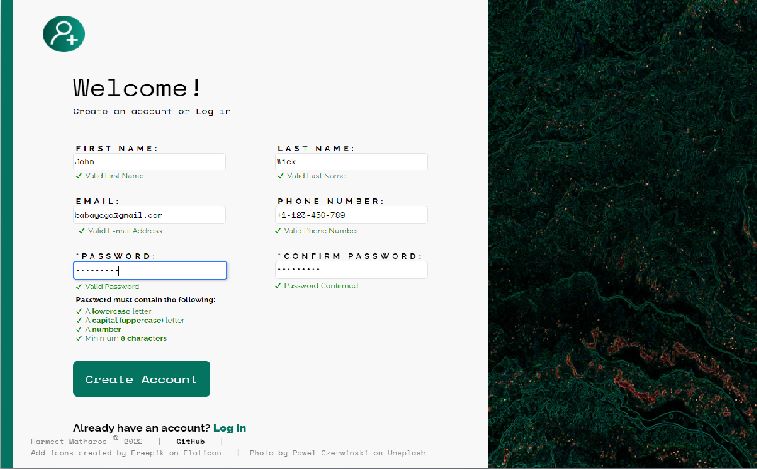 Welcome!
Create an account or Log in
FIRST NAME:
LAST NAME:
John
Wick
✓ Valid First Name
✓ Valid Last Name
EMAIL:
PHONE NUMBER:
babayaga@gmail.com
+1-123-456-789
✓ Valid Email Address
✓ Valid Phone Number
*PASSWORD:
*CONFIRM PASSWORD:
•••••••••
•••••••••
✓ Valid Password
✓ Password Confirmed
Password must contain the following:
✓ A lowercase letter
✓ A capital (uppercase) letter
✓ A number
✓ Minimum 8 characters
Create Account
Already have an account? Log in
© 2022 | GitHub |
Add icons created by Freepik on Flaticon | Photo by Pawel Czerwinski on Unsplash